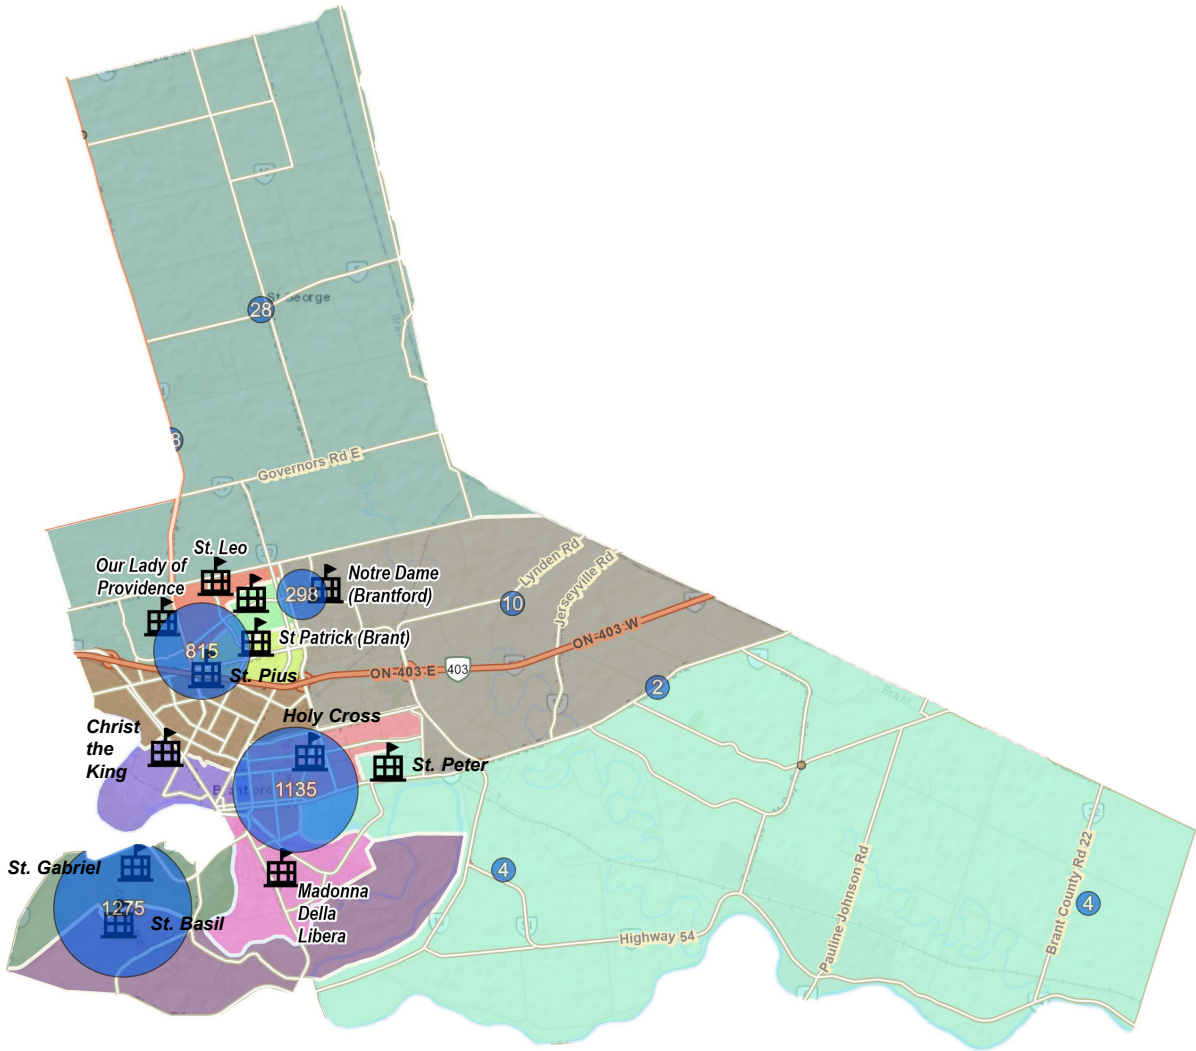 28
St George
Governors Rd E
St. Leo
Our Lady of
Providence
298
Notre Dame
(Brantford)
Lynden Rd
Jerseyville Rd
10
815
St Patrick (Brant)
ON-403 W
ON-403 E
403
St. Pius
2
Brant
Holy Cross
Christ
the
King
St. Peter
1135
St. Gabriel
4
Madonna
Della
Libera
1275
St. Basil
Highway 54
Pauline Johnson Rd
Brant County Rd 22
4